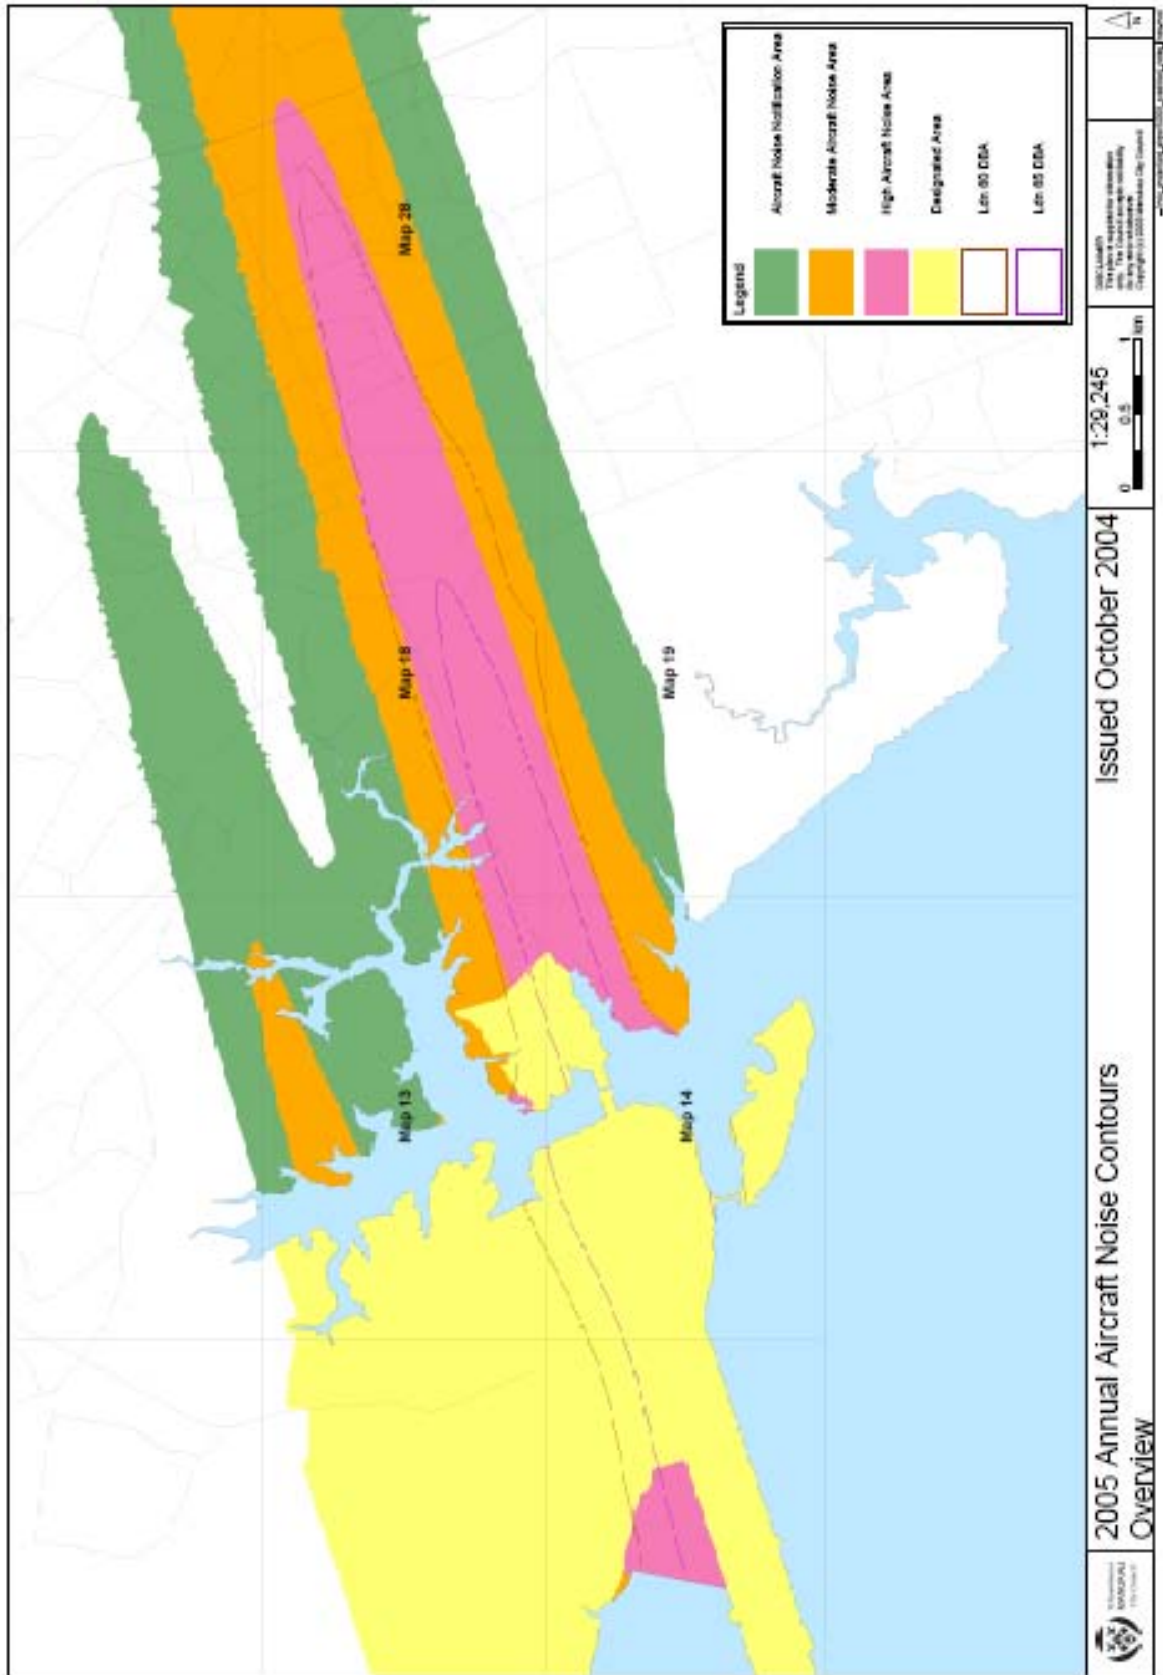 Map 28
Map 18
Map 19
Map 13
Map 14
Legend
Aircraft Noise Notification Area
Moderate Aircraft Noise Area
High Aircraft Noise Area
Designated Area
Ldn 60 DBA
Ldn 65 DBA
2005 Annual Aircraft Noise Contours
Overview
Issued October 2004
1:29,245
0 0.5 1
km
N
MANUKAU